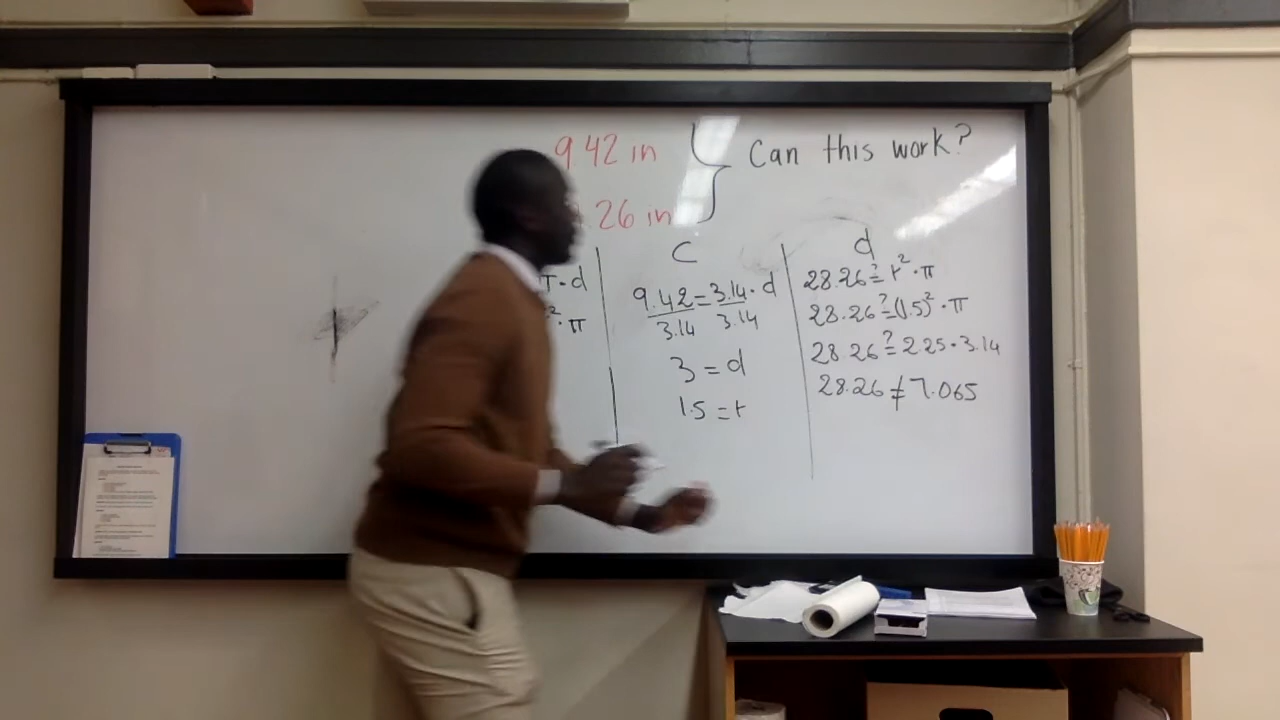 9.42 in
Can this work?
.26 in
π · d
² · π
C
9.42 = 3.14 · d
3.14 3.14
3 = d
1.5 = r
d
28.26 ≟ r² · π
28.26 ≟ (1.5)² · π
28.26 ≟ 2.25 · 3.14
28.26 ≠ 7.065